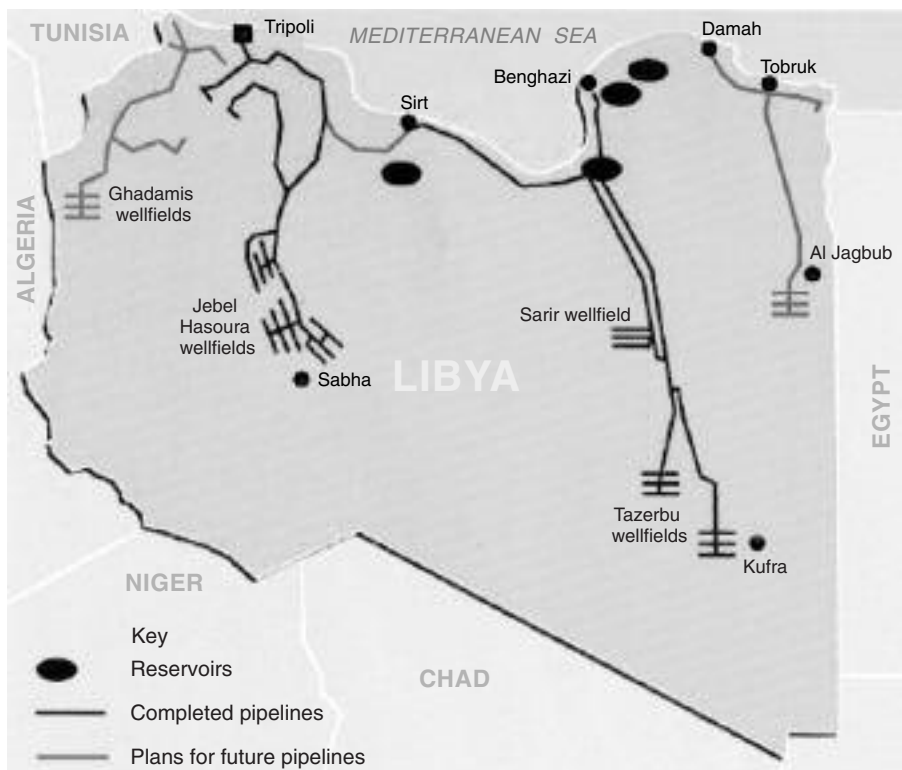 TUNISIA
Tripoli
MEDITERRANEAN SEA
Damah
Benghazi
Tobruk
Sirt
Ghadamis
wellfields
ALGERIA
Al Jagbub
Jebel
Hasoura
wellfields
Sarir wellfield
Sabha
LIBYA
EGYPT
Tazerbu
wellfields
Kufra
NIGER
CHAD
Key
Reservoirs
Completed pipelines
Plans for future pipelines